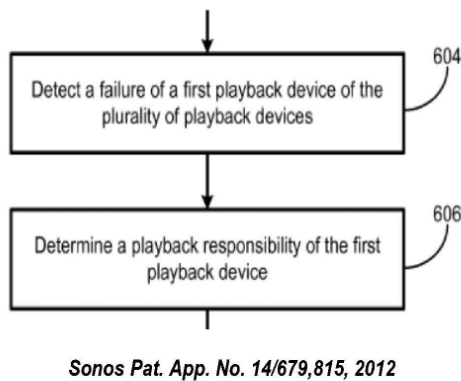 604
Detect a failure of a first playback device of the
plurality of playback devices
606
Determine a playback responsibility of the first
playback device
Sonos Pat. App. No. 14/679,815, 2012